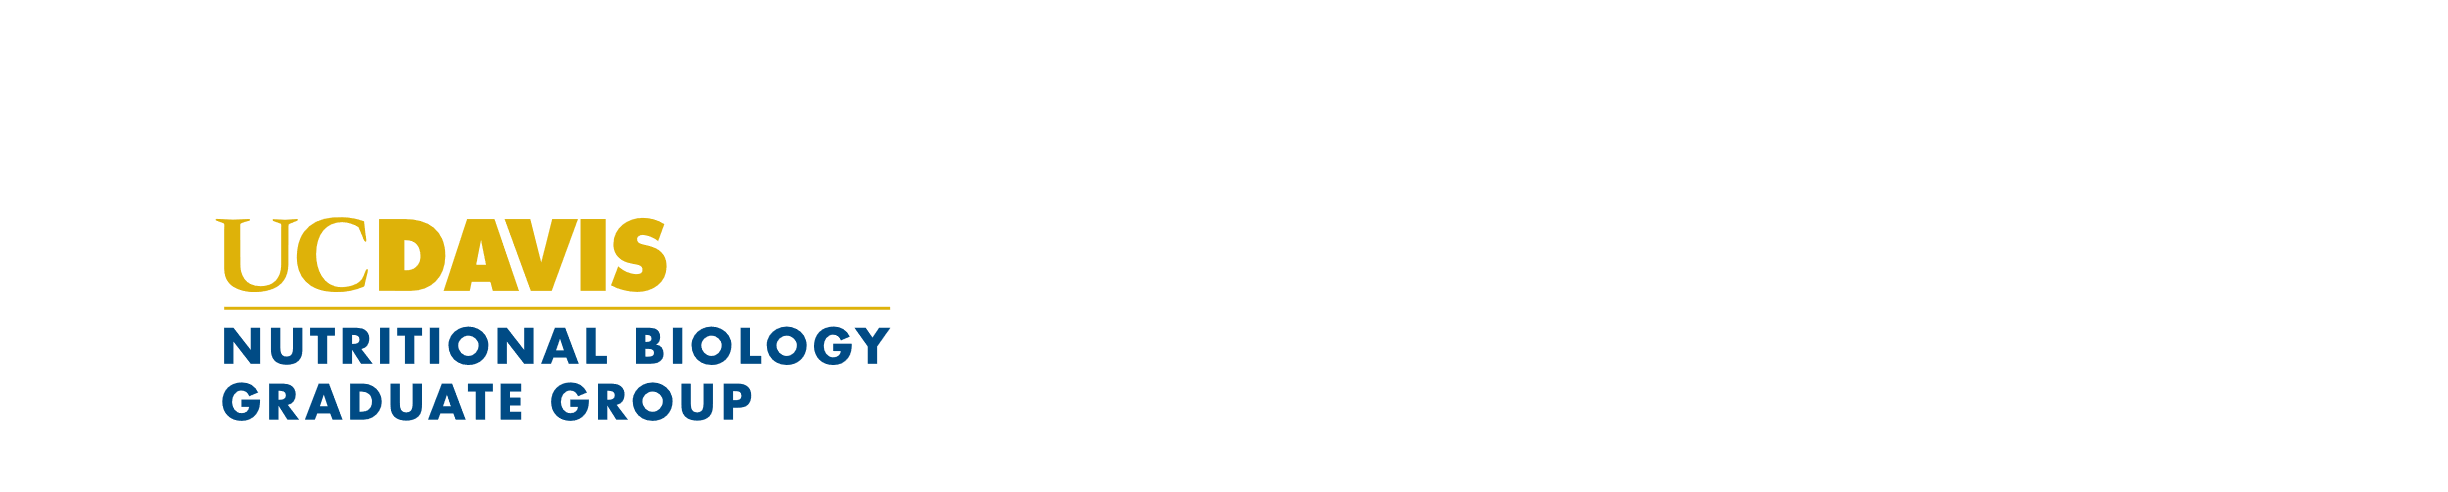 UCDAVIS
NUTRITIONAL BIOLOGY
GRADUATE GROUP